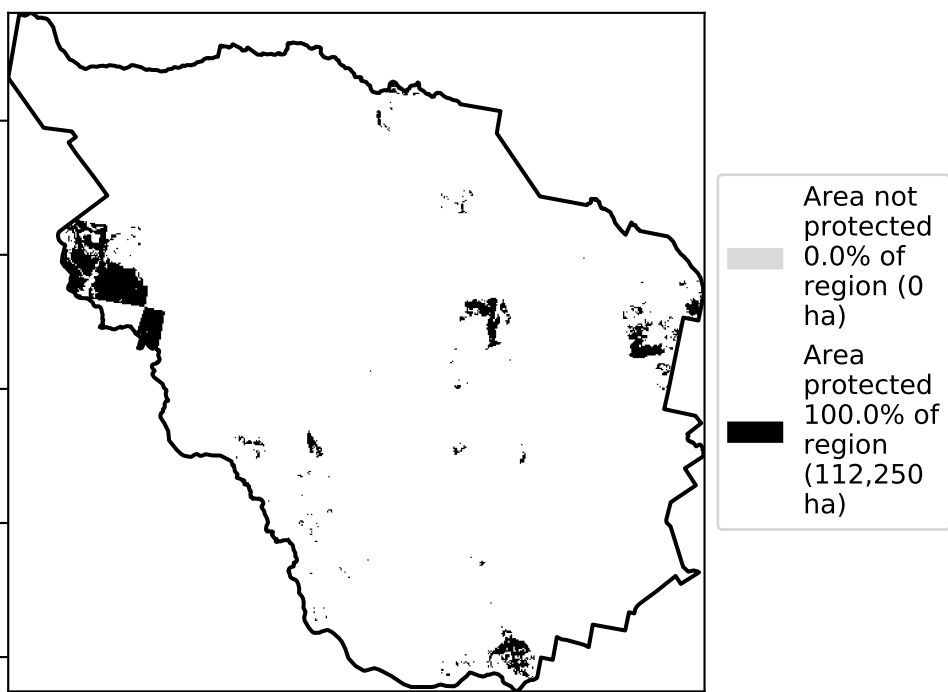 Area not
protected
0.0% of
region (0
ha)
Area
protected
100.0% of
region
(112,250
ha)